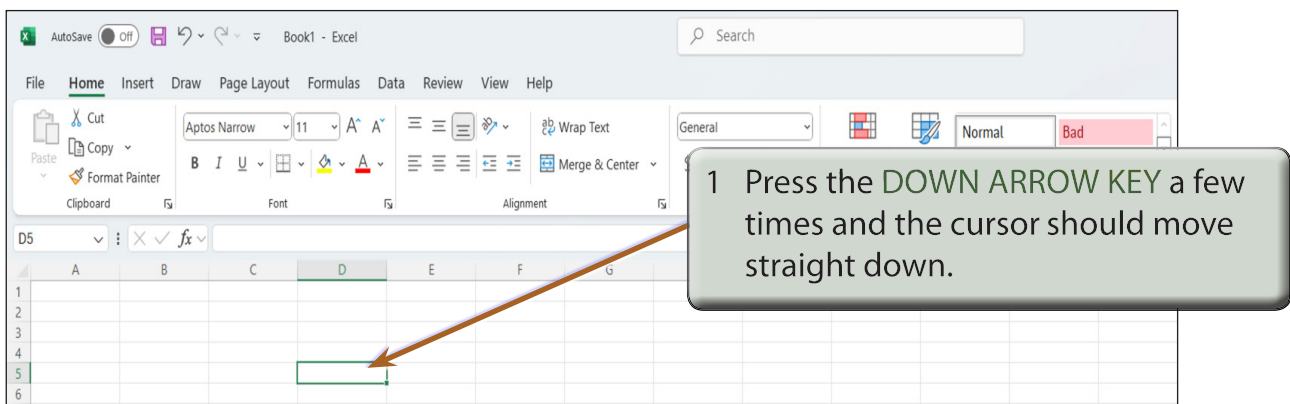 AutoSave Off Book1 - Excel Search
File Home Insert Draw Page Layout Formulas Data Review View Help
Paste
Cut
Copy
Format Painter
Clipboard
Aptos Narrow 11 A^ A˅
B I U A
Font
ab Wrap Text
Merge & Center
Alignment
General
Normal Bad
1 Press the DOWN ARROW KEY a few
times and the cursor should move
straight down.
D5 fx
A B C D E F G
1
2
3
4
5
6